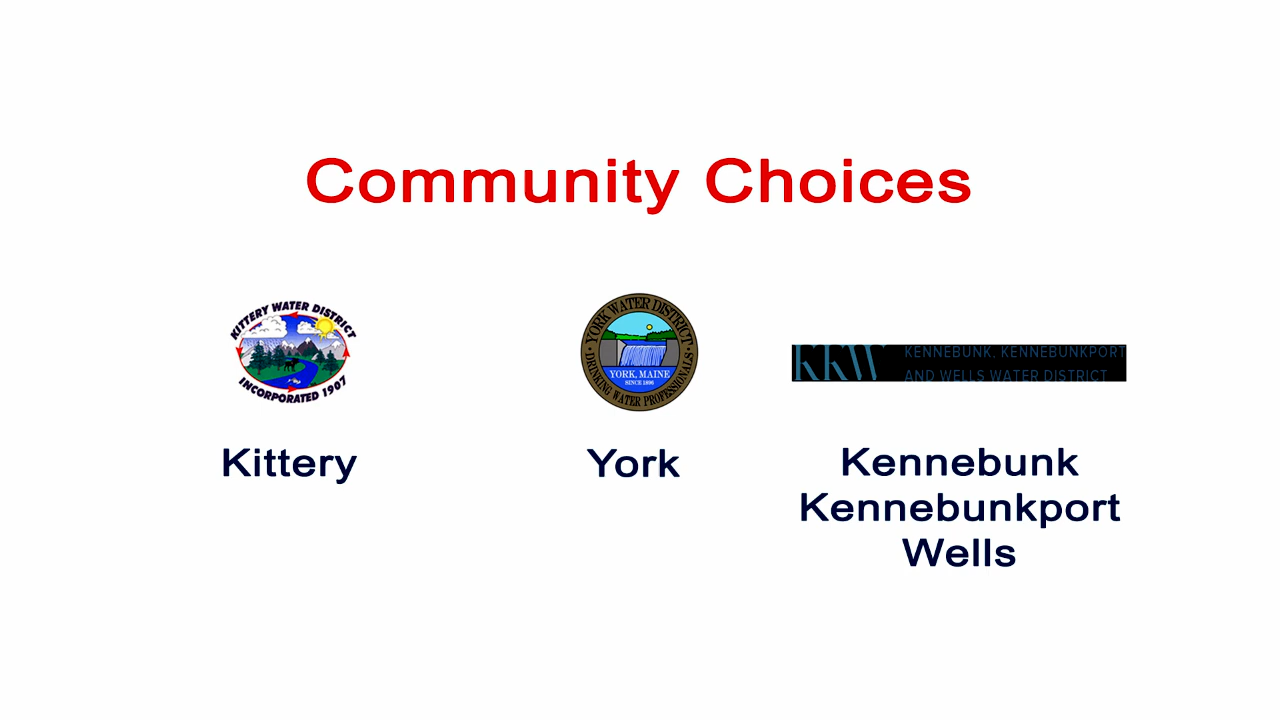 Community Choices
KITTERY WATER DISTRICT
INCORPORATED 1907
YORK WATER DISTRICT
YORK, MAINE
SINCE 1896
DRINKING WATER PROFESSIONALS
KKW
KENNEBUNK, KENNEBUNKPORT
AND WELLS WATER DISTRICT
Kittery
York
Kennebunk
Kennebunkport
Wells